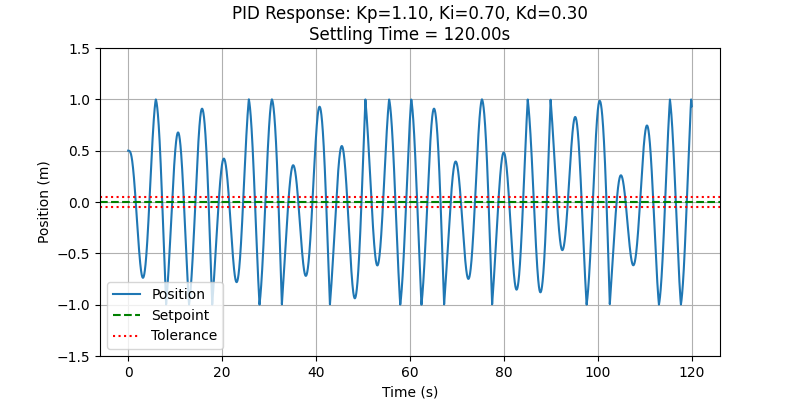 PID Response: Kp=1.10, Ki=0.70, Kd=0.30
Settling Time = 120.00s
1.5
1.0
0.5
0.0
−0.5
−1.0
−1.5
Position (m)
Position
Setpoint
Tolerance
0 20 40 60 80 100 120
Time (s)